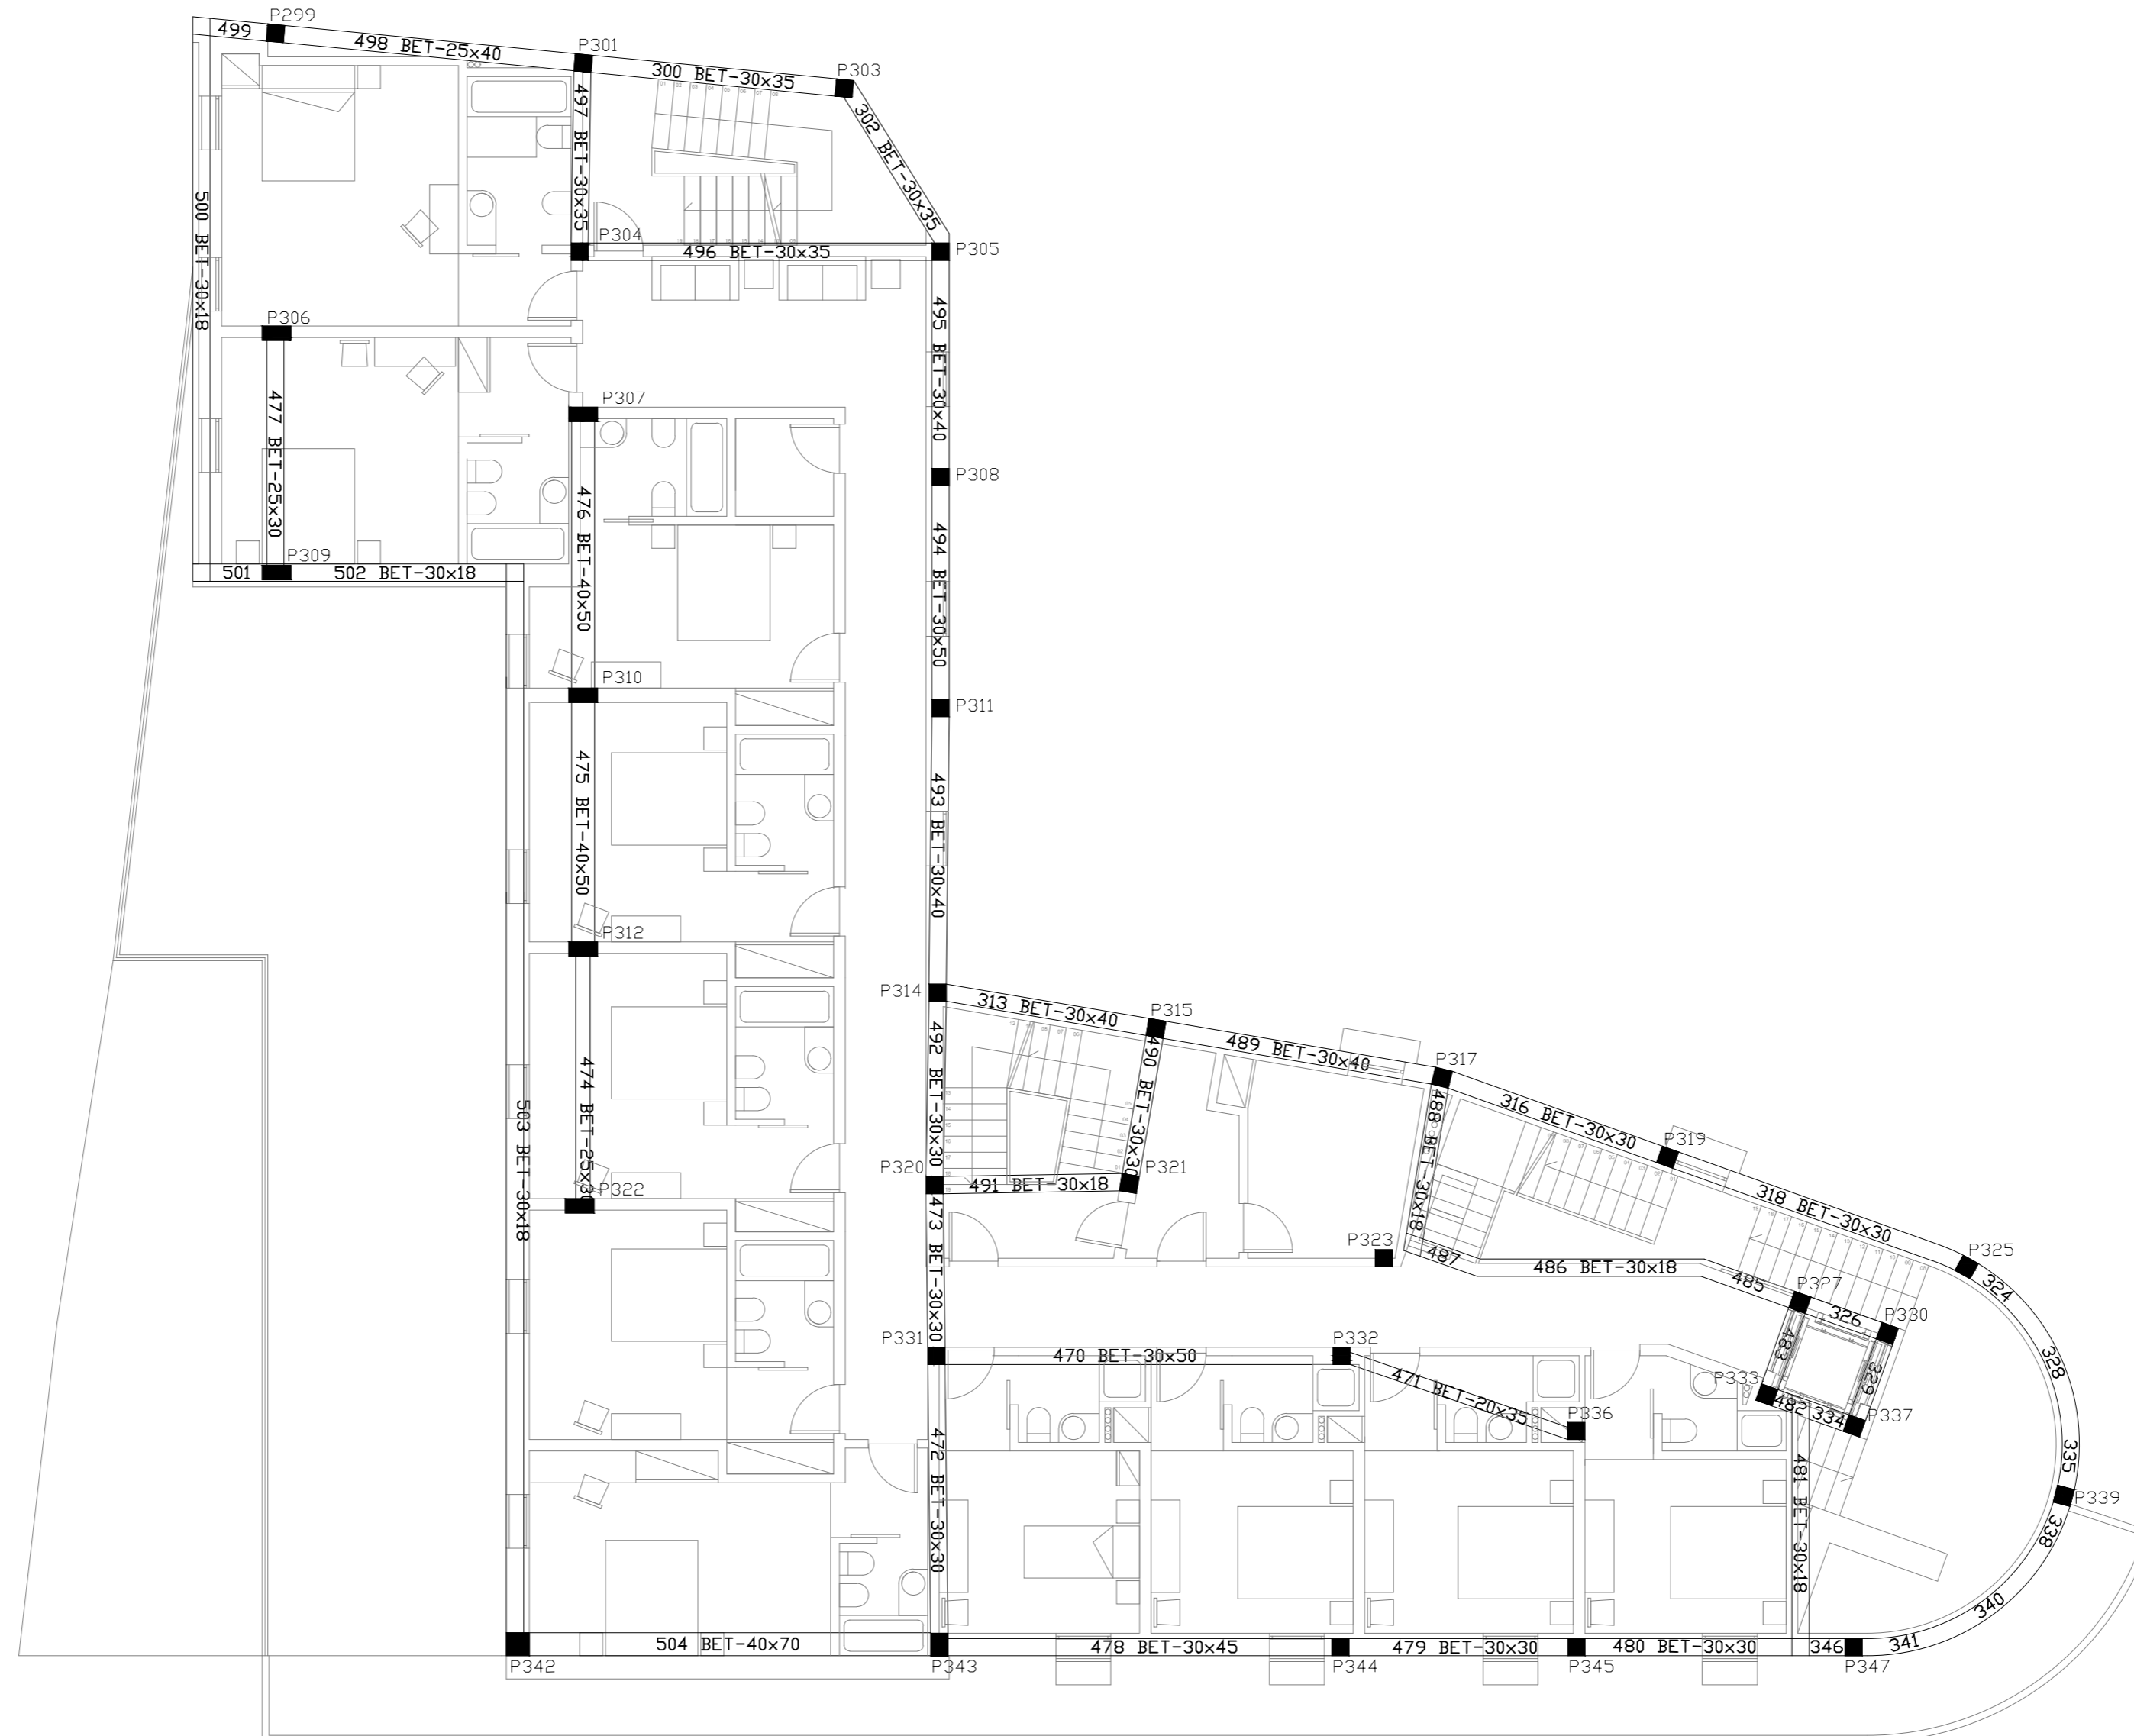 P299
499
498 BET-25x40
P301
300 BET-30x35
P303
302 BET-30x35
497 BET-30x35
P304
496 BET-30x35
P305
500 BET-30x18
P306
495 BET-30x40
477 BET-25x30
P307
P308
476 BET-40x50
494 BET-30x50
P309
501
502 BET-30x18
P310
P311
475 BET-40x50
493 BET-30x40
P312
P314
313 BET-30x40
P315
489 BET-30x40
P317
492 BET-30x30
490 BET-30x30
488 BET-30x18
316 BET-30x30
P319
474 BET-25x30
503 BET-30x18
P320
491 BET-30x18
P321
P322
318 BET-30x30
473 BET-30x30
P323
487
486 BET-30x18
485
P325
324
P327
326
P330
P331
470 BET-30x50
P332
483
328
329
471 BET-20x35
P333
482
334
P336
P337
472 BET-30x30
335
481 BET-30x18
P339
338
340
504 BET-40x70
478 BET-30x45
479 BET-30x30
480 BET-30x30
346
341
P342
P343
P344
P345
P347